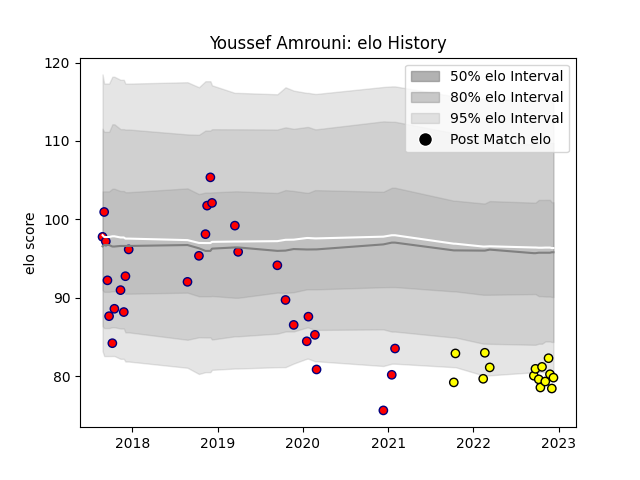 Youssef Amrouni: elo History
120
110
100
90
80
elo score
50% elo Interval
80% elo Interval
95% elo Interval
Post Match elo
2018
2019
2020
2021
2022
2023